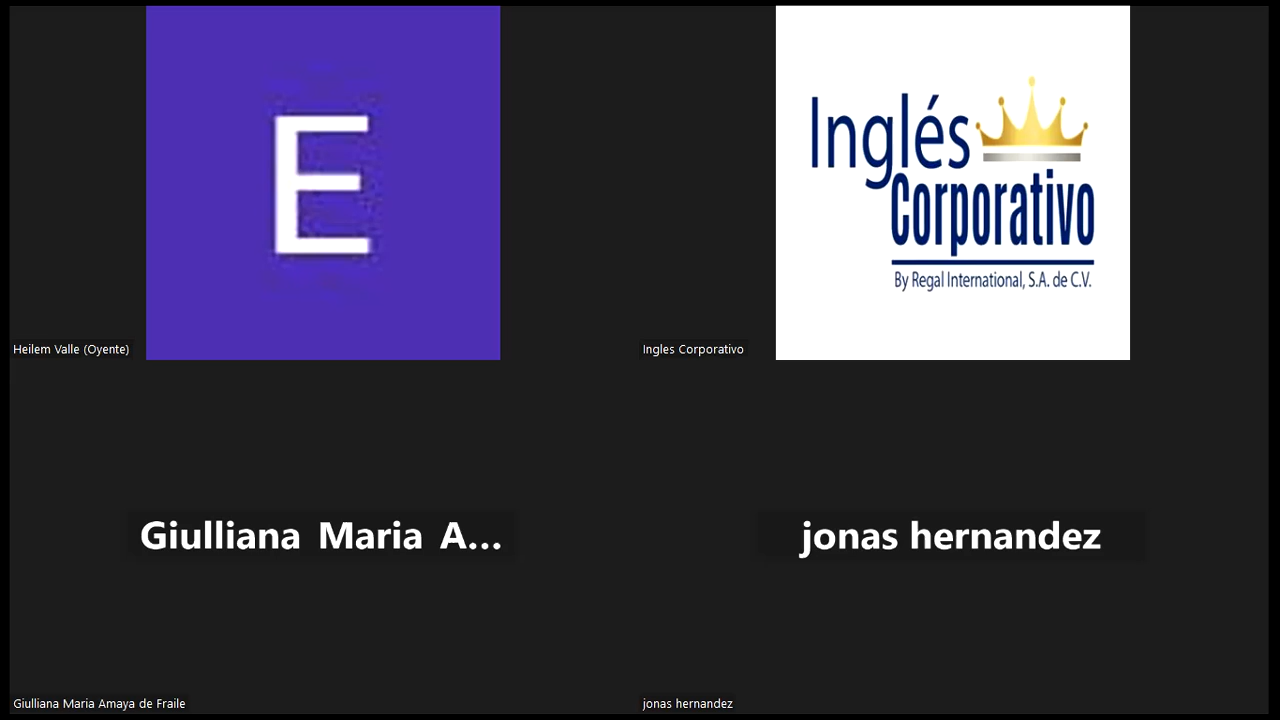 E
Inglés
Corporativo
By Regal International, S.A. de C.V.
Heilem Valle (Oyente)
Ingles Corporativo
Giulliana Maria A...
jonas hernandez
Giulliana Maria Amaya de Fraile
jonas hernandez